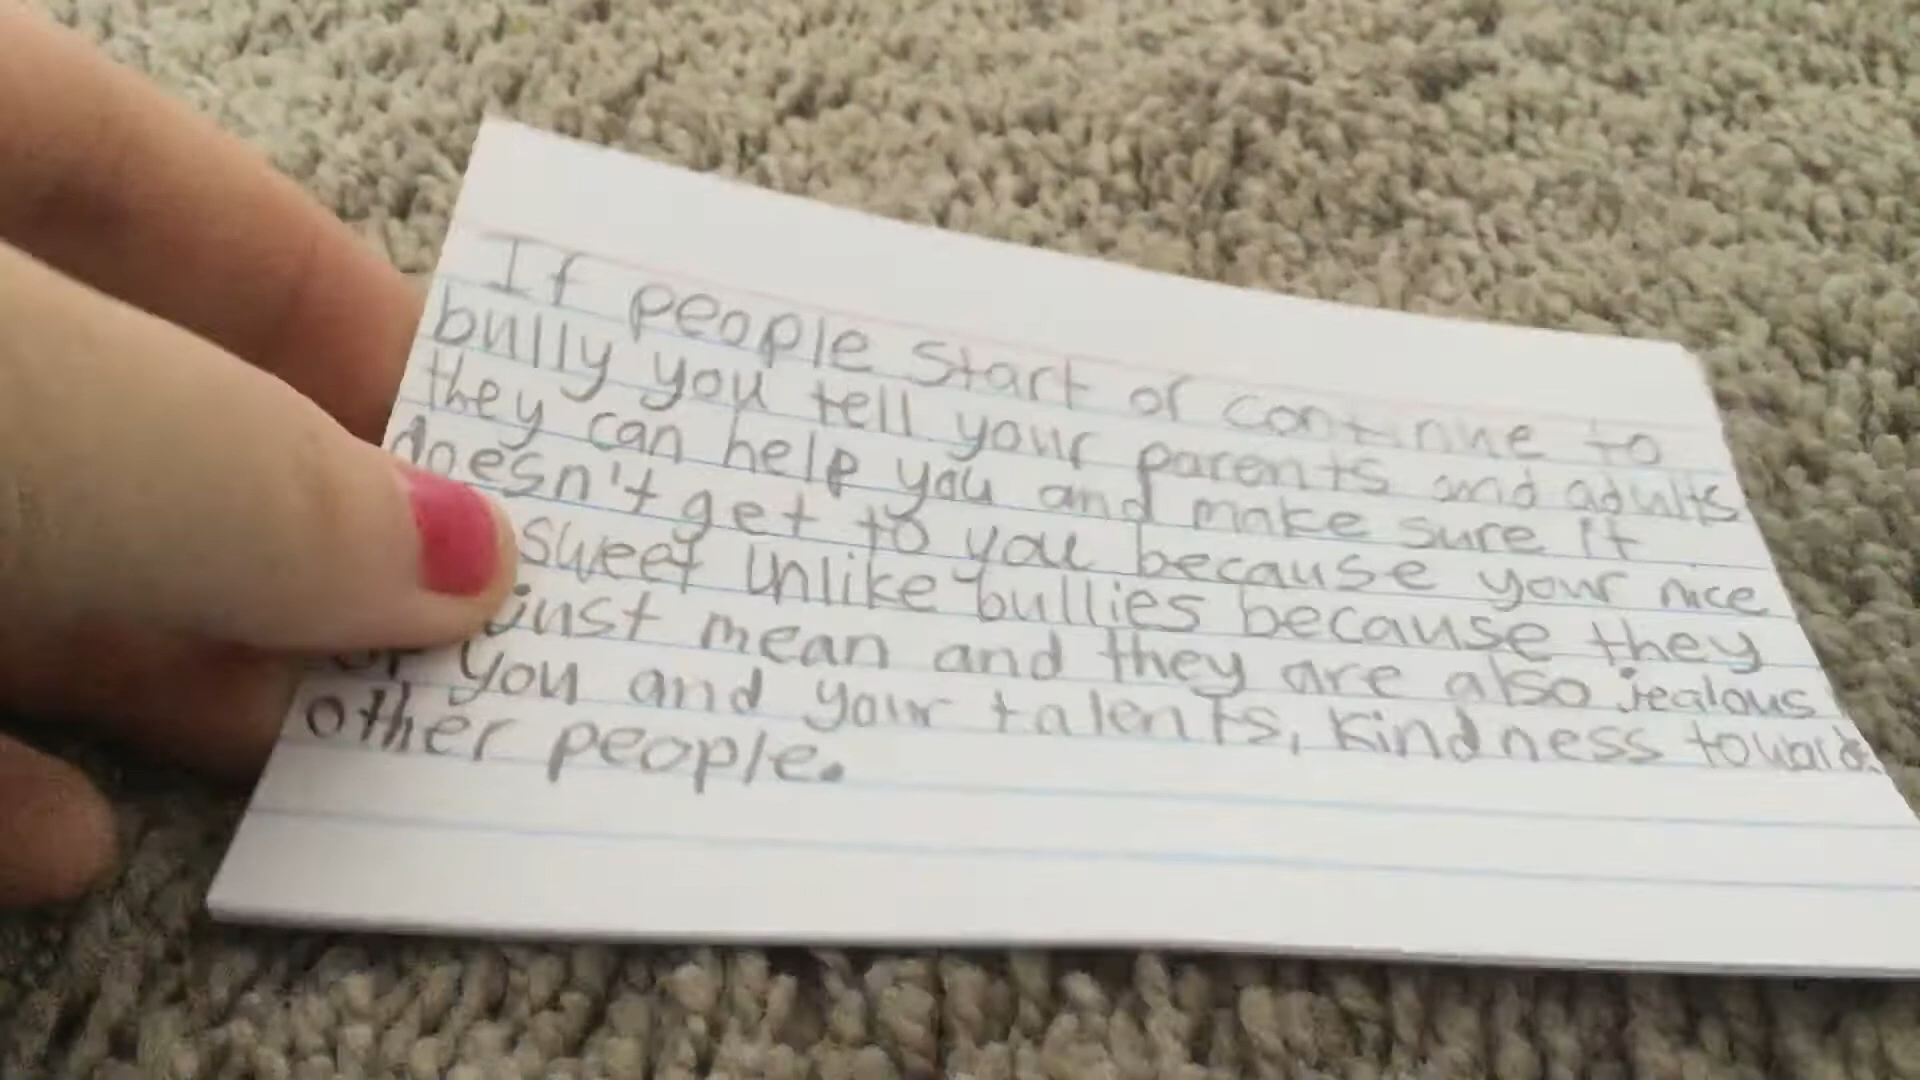 If people start or continue to
bully you tell your parents and adults
they can help you and make sure it
doesn't get to you because your nice
sweet unlike bullies because they
just mean and they are also jealous
of you and your talents, kindness towards
other people.